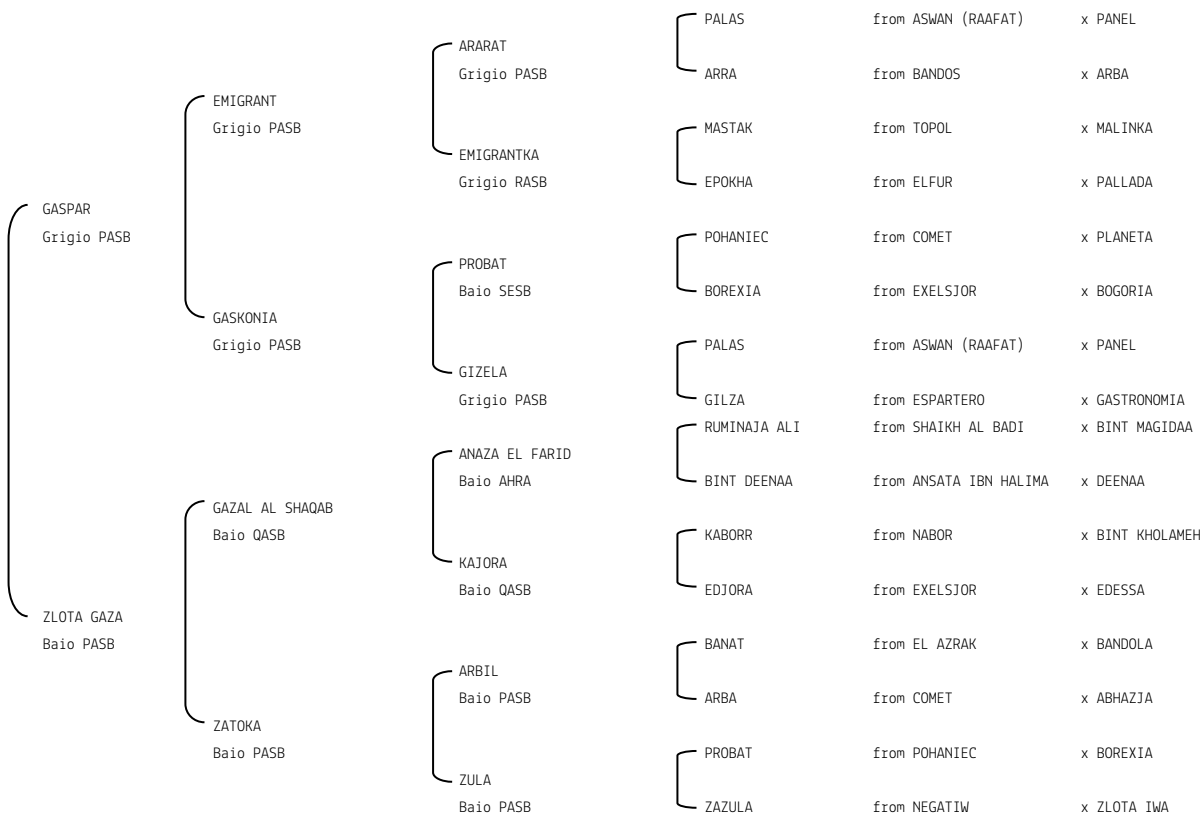 PALAS from ASWAN (RAAFAT) x PANEL
ARARAT
Grigio PASB ARRA from BANDOS x ARBA
EMIGRANT
Grigio PASB MASTAK from TOPOL x MALINKA
EMIGRANTKA
Grigio RASB EPOKHA from ELFUR x PALLADA
GASPAR
Grigio PASB POHANIEC from COMET x PLANETA
PROBAT
Baio SESB BOREXIA from EXELSJOR x BOGORIA
GASKONIA
Grigio PASB PALAS from ASWAN (RAAFAT) x PANEL
GIZELA
Grigio PASB GILZA from ESPARTERO x GASTRONOMIA
RUMINAJA ALI from SHAIKH AL BADI x BINT MAGIDAA
ANAZA EL FARID
Baio AHRA BINT DEENAA from ANSATA IBN HALIMA x DEENAA
GAZAL AL SHAQAB
Baio QASB KABORR from NABOR x BINT KHOLAMEH
KAJORA
Baio QASB EDJORA from EXELSJOR x EDESSA
ZLOTA GAZA
Baio PASB BANAT from EL AZRAK x BANDOLA
ARBIL
Baio PASB ARBA from COMET x ABHAZJA
ZATOKA
Baio PASB PROBAT from POHANIEC x BOREXIA
ZULA
Baio PASB ZAZULA from NEGATIW x ZLOTA IWA